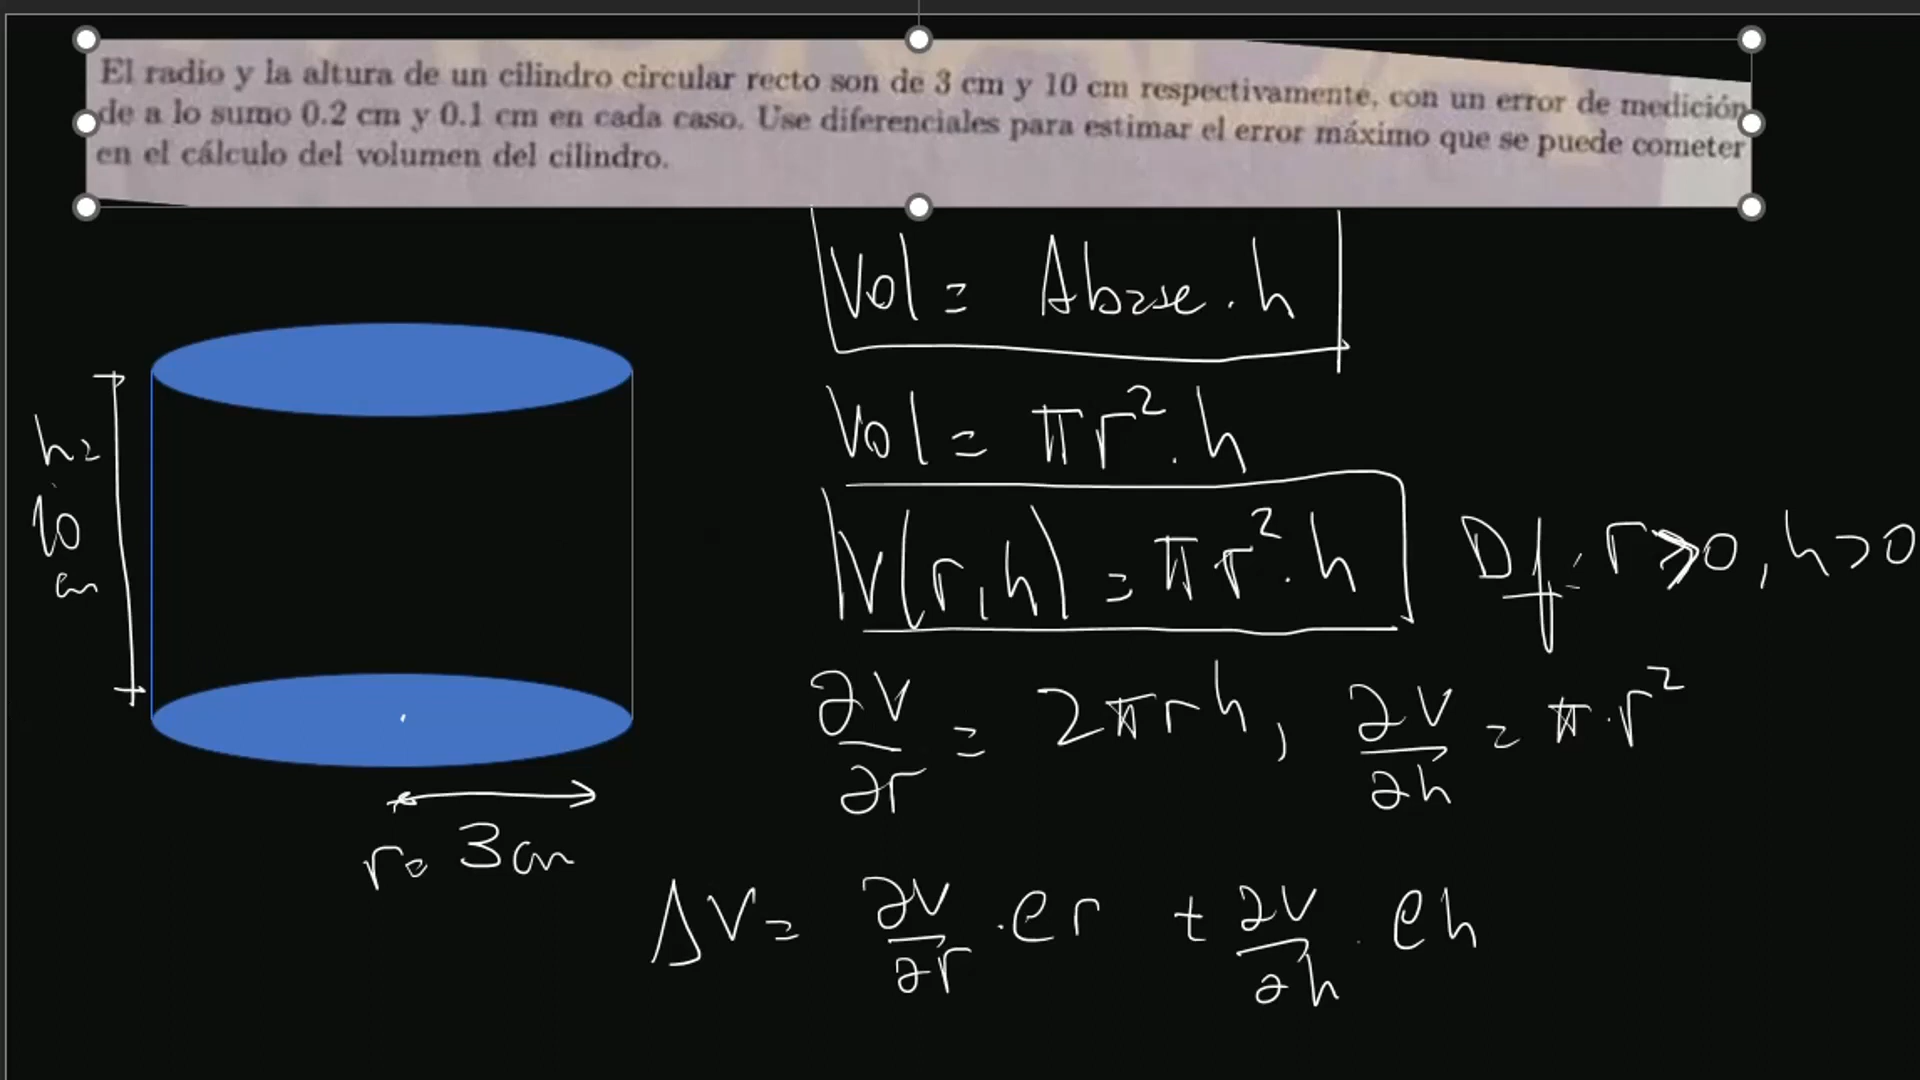 El radio y la altura de un cilindro circular recto son de 3 cm y 10 cm respectivamente, con un error de medición
de a lo sumo 0.2 cm y 0.1 cm en cada caso. Use diferenciales para estimar el error máximo que se puede cometer
en el cálculo del volumen del cilindro.
Vol = Abase . h
Vol = πr² . h
V(r,h) = πr² . h
Df: r>0, h>0
∂V/∂r = 2πrh, ∂V/∂h = π.r²
h=
10
cm
r= 3cm
ΔV = ∂V/∂r . er + ∂V/∂h . eh